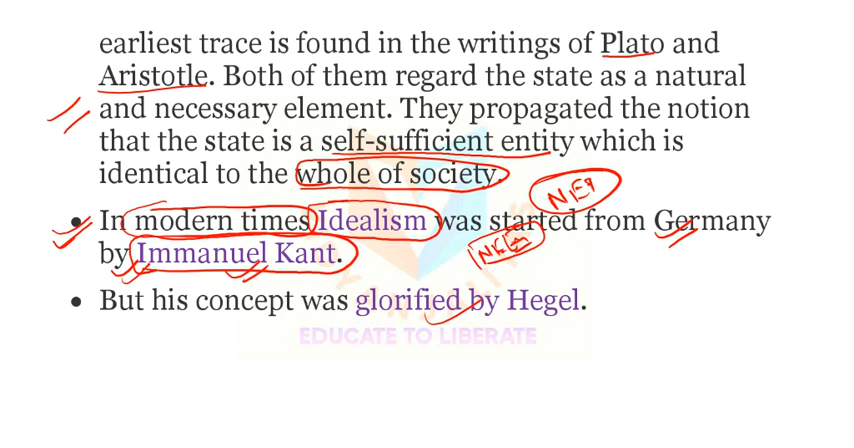 earliest trace is found in the writings of Plato and
Aristotle. Both of them regard the state as a natural
and necessary element. They propagated the notion
that the state is a self-sufficient entity which is
identical to the whole of society.
• In modern times Idealism was started from Germany
by Immanuel Kant.
• But his concept was glorified by Hegel.
EDUCATE TO LIBERATE